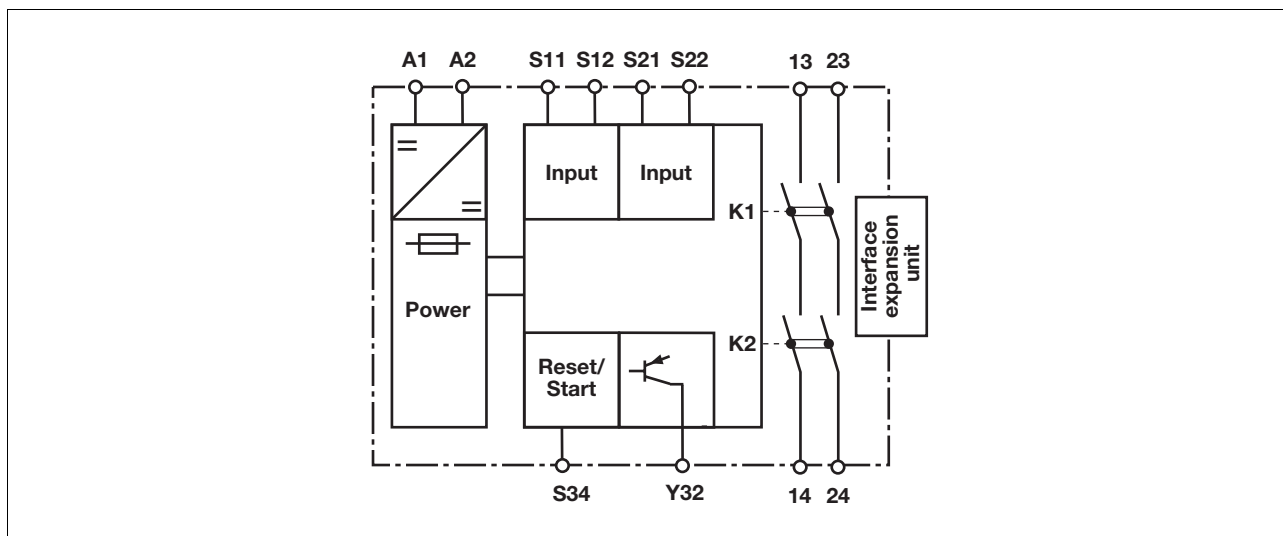 A1 A2 S11 S12 S21 S22 13 23
Input Input
K1
Interface
expansion
unit
Power
K2
Reset/
Start
S34 Y32 14 24